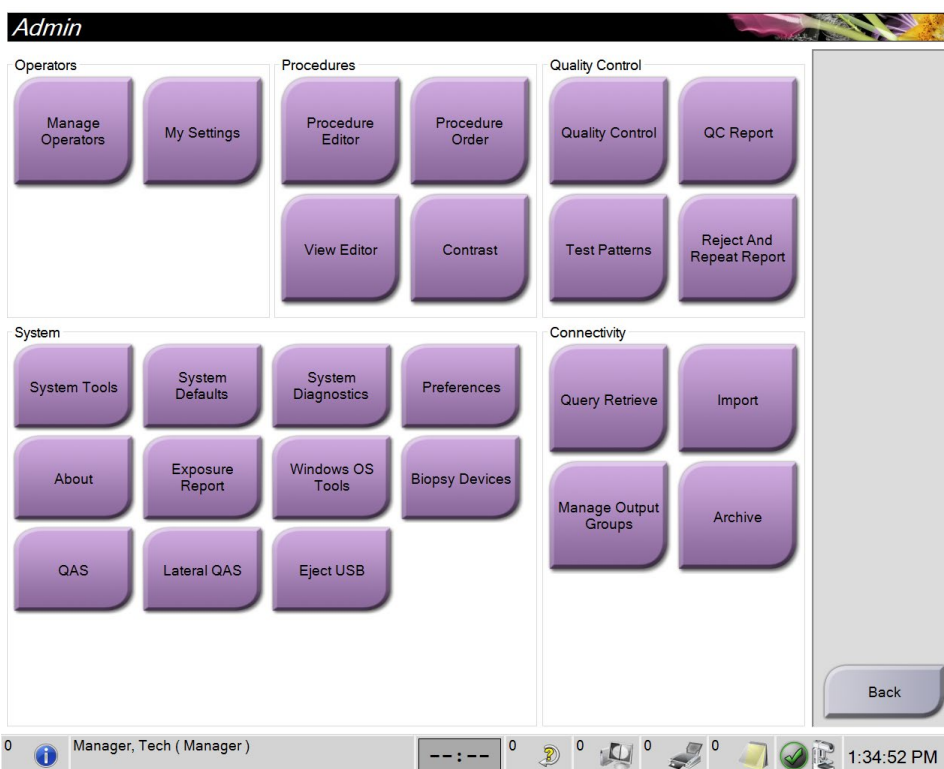 Admin
Operators
Manage
Operators
My Settings
Procedures
Procedure
Editor
Procedure
Order
View Editor
Contrast
Quality Control
Quality Control
QC Report
Test Patterns
Reject And
Repeat Report
System
System Tools
System
Defaults
System
Diagnostics
Preferences
About
Exposure
Report
Windows OS
Tools
Biopsy Devices
QAS
Lateral QAS
Eject USB
Connectivity
Query Retrieve
Import
Manage Output
Groups
Archive
Back
0
Manager, Tech ( Manager )
--:--
0
0
0
0
1:34:52 PM